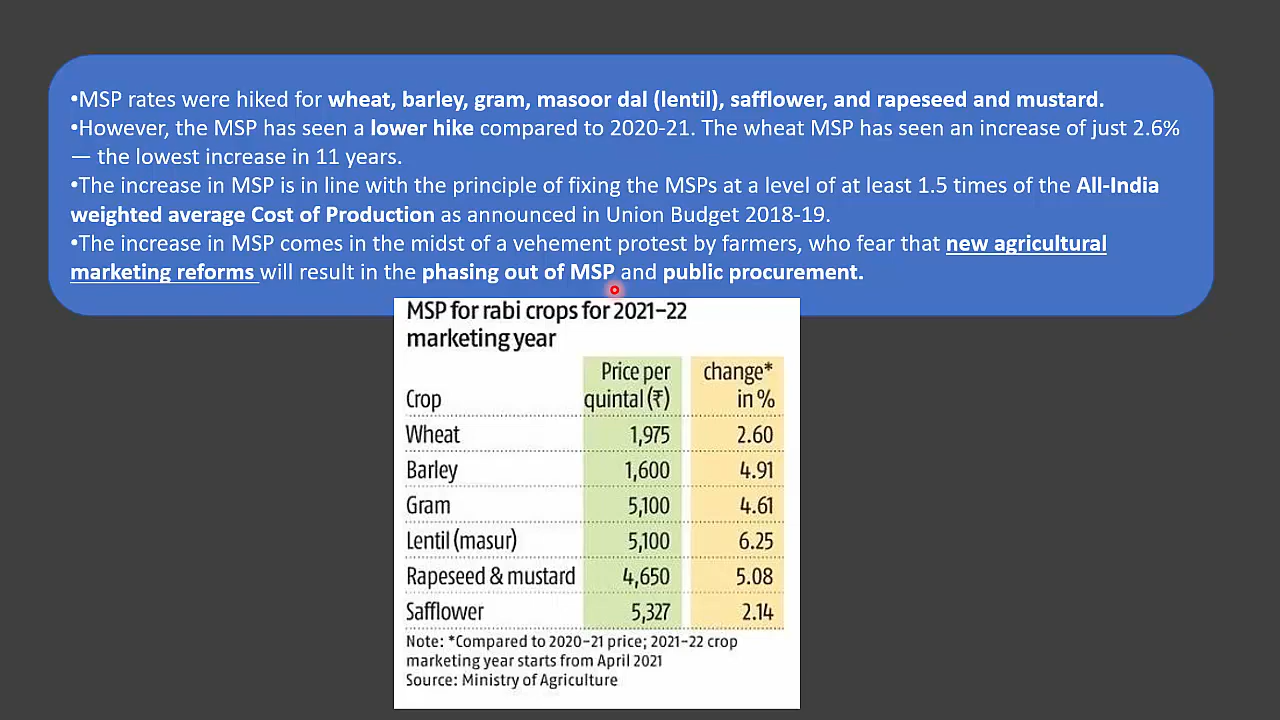 •MSP rates were hiked for wheat, barley, gram, masoor dal (lentil), safflower, and rapeseed and mustard.
•However, the MSP has seen a lower hike compared to 2020-21. The wheat MSP has seen an increase of just 2.6%
— the lowest increase in 11 years.
•The increase in MSP is in line with the principle of fixing the MSPs at a level of at least 1.5 times of the All-India
weighted average Cost of Production as announced in Union Budget 2018-19.
•The increase in MSP comes in the midst of a vehement protest by farmers, who fear that new agricultural
marketing reforms will result in the phasing out of MSP and public procurement.
MSP for rabi crops for 2021–22
marketing year
Price per change*
Crop quintal (₹) in %
Wheat 1,975 2.60
Barley 1,600 4.91
Gram 5,100 4.61
Lentil (masur) 5,100 6.25
Rapeseed & mustard 4,650 5.08
Safflower 5,327 2.14
Note: *Compared to 2020–21 price; 2021–22 crop
marketing year starts from April 2021
Source: Ministry of Agriculture